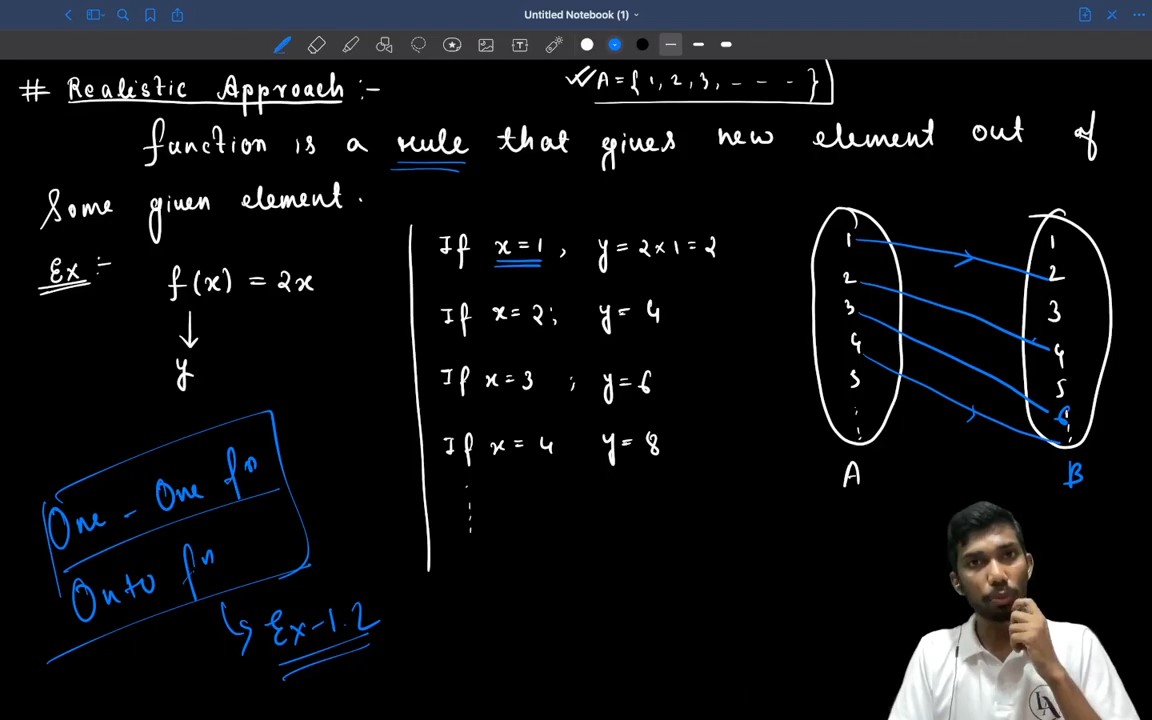 Untitled Notebook (1)
# Realistic Approach :-
A = {1, 2, 3, - - - - }
function is a rule that gives new element out of
Some given element.
Ex :-
f(x) = 2x
y
If x = 1 , y = 2 × 1 = 2
If x = 2 ; y = 4
If x = 3 ; y = 6
If x = 4 y = 8
1
2
3
4
5
A
1
2
3
4
5
6
B
One - One fn
Onto fn
Ex-1.2